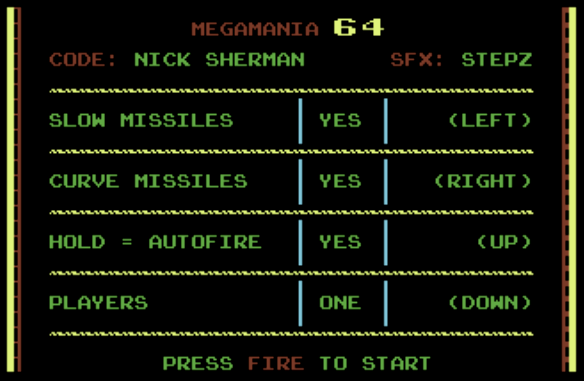 MEGAMANIA 64
CODE: NICK SHERMAN SFX: STEPZ
SLOW MISSILES YES (LEFT)
CURVE MISSILES YES (RIGHT)
HOLD = AUTOFIRE YES (UP)
PLAYERS ONE (DOWN)
PRESS FIRE TO START